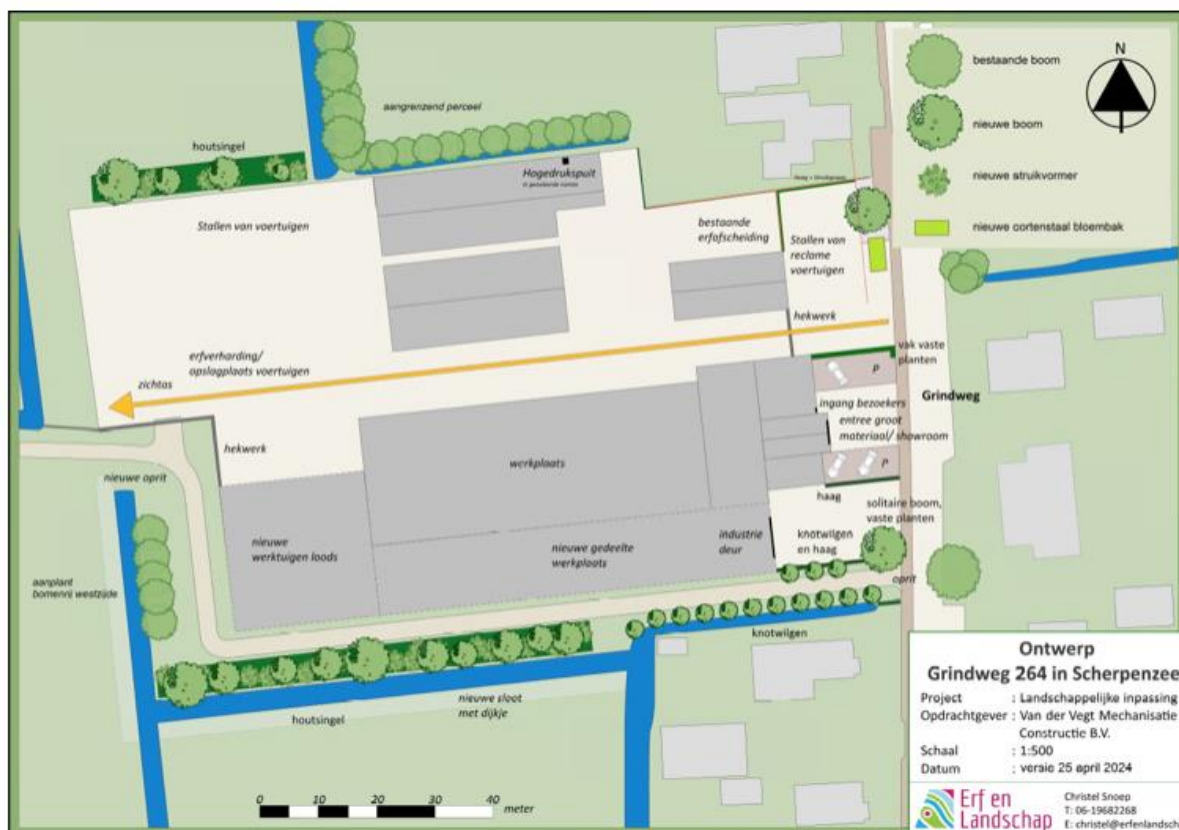 bestaande boom
N
nieuwe boom
nieuwe struikvormer
nieuwe cortenstaal bloembak
aangrenzend perceel
houtsingel
Hogedrukspuit
Stallen van voertuigen
bestaande
erfafscheiding
Stallen van
reclame
voertuigen
hekwerk
erfverharding/
opslagplaats voertuigen
zichtas
vak vaste
planten
P
Grindweg
ingang bezoekers
entree groot
materiaal/ showroom
hekwerk
werkplaats
P
nieuwe oprit
haag
solitaire boom,
vaste planten
nieuwe
werktuigen loods
nieuwe gedeelte
werkplaats
industrie
deur
knotwilgen
en haag
aanplant
bomenrij westzijde
oprit
knotwilgen
nieuwe sloot
met dijkje
houtsingel
0 10 20 30 40
meter
Ontwerp
Grindweg 264 in Scherpenzee
Project : Landschappelijke inpassing
Opdrachtgever : Van der Vegt Mechanisatie
Constructie B.V.
Schaal : 1:500
Datum : versie 25 april 2024
Erf en
Landschap
Christel Snoep
T: 06-19682268
E: christel@erfenlandsch